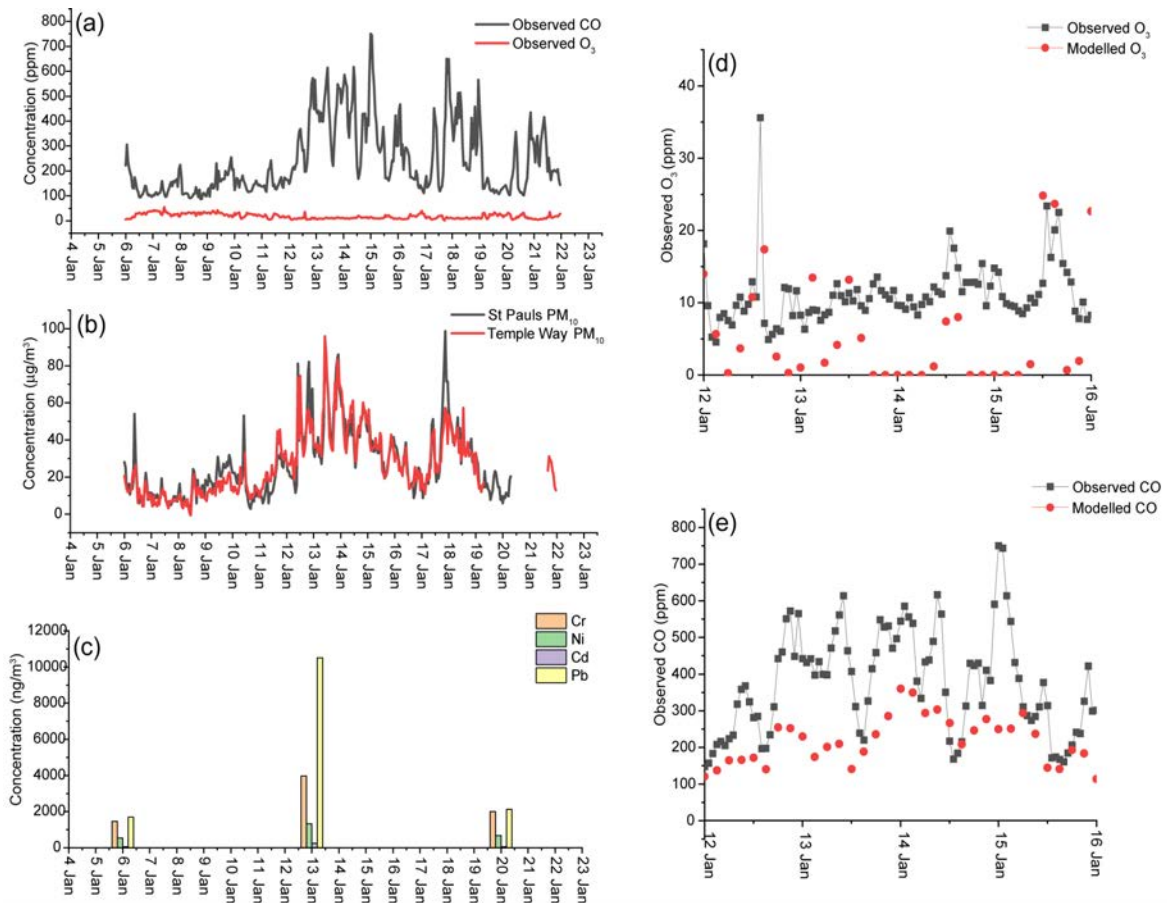 (a)
Observed CO
Observed O₃
Concentration (ppm)
800
700
600
500
400
300
200
100
0
4 Jan
5 Jan
6 Jan
7 Jan
8 Jan
9 Jan
10 Jan
11 Jan
12 Jan
13 Jan
14 Jan
15 Jan
16 Jan
17 Jan
18 Jan
19 Jan
20 Jan
21 Jan
22 Jan
23 Jan
(b)
St Pauls PM₁₀
Temple Way PM₁₀
Concentration (µg/m³)
100
80
60
40
20
0
4 Jan
5 Jan
6 Jan
7 Jan
8 Jan
9 Jan
10 Jan
11 Jan
12 Jan
13 Jan
14 Jan
15 Jan
16 Jan
17 Jan
18 Jan
19 Jan
20 Jan
21 Jan
22 Jan
23 Jan
(c)
Cr
Ni
Cd
Pb
Concentration (ng/m³)
12000
10000
8000
6000
4000
2000
0
4 Jan
5 Jan
6 Jan
7 Jan
8 Jan
9 Jan
10 Jan
11 Jan
12 Jan
13 Jan
14 Jan
15 Jan
16 Jan
17 Jan
18 Jan
19 Jan
20 Jan
21 Jan
22 Jan
23 Jan
(d)
Observed O₃
Modelled O₃
Observed O₃ (ppm)
40
30
20
10
0
12 Jan
13 Jan
14 Jan
15 Jan
16 Jan
(e)
Observed CO
Modelled CO
Observed CO (ppm)
800
700
600
500
400
300
200
100
0
12 Jan
13 Jan
14 Jan
15 Jan
16 Jan